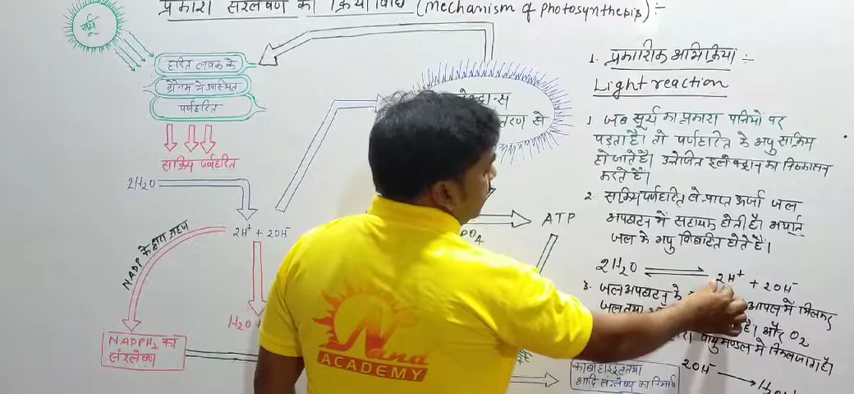 प्रकाश संश्लेषण की क्रियाविधि (Mechanism of Photosynthesis) :-
सूर्य
हरित लवक के
ग्रैनम में उपस्थित
पर्णहरित
सक्रिय पर्णहरित
2H₂O
2H⁺ + 2OH⁻
NADP के द्वारा ग्रहण
NADPH₂ का
संश्लेषण
ATP
Nana
ACADEMY
1. प्रकाशिक अभिक्रिया :-
Light reaction
1. जब सूर्य का प्रकाश पत्तियों पर
पड़ता है। तो पर्णहरित के अणु सक्रिय
हो जाते है। उत्तेजित इलेक्ट्रान का निष्कासन
करते है।
2. सक्रिय पर्णहरित से प्राप्त ऊर्जा जल
अपघटन में सहायक होती है। अर्थात्
जल के अणु विघटित होते है।
2H₂O ⇌ 2H⁺ + 2OH⁻
3. जल अपघटन के आपस में मिलकर
जल तथा है। और O₂
वायुमण्डल में निकल जाता है।
2OH⁻ → H₂O